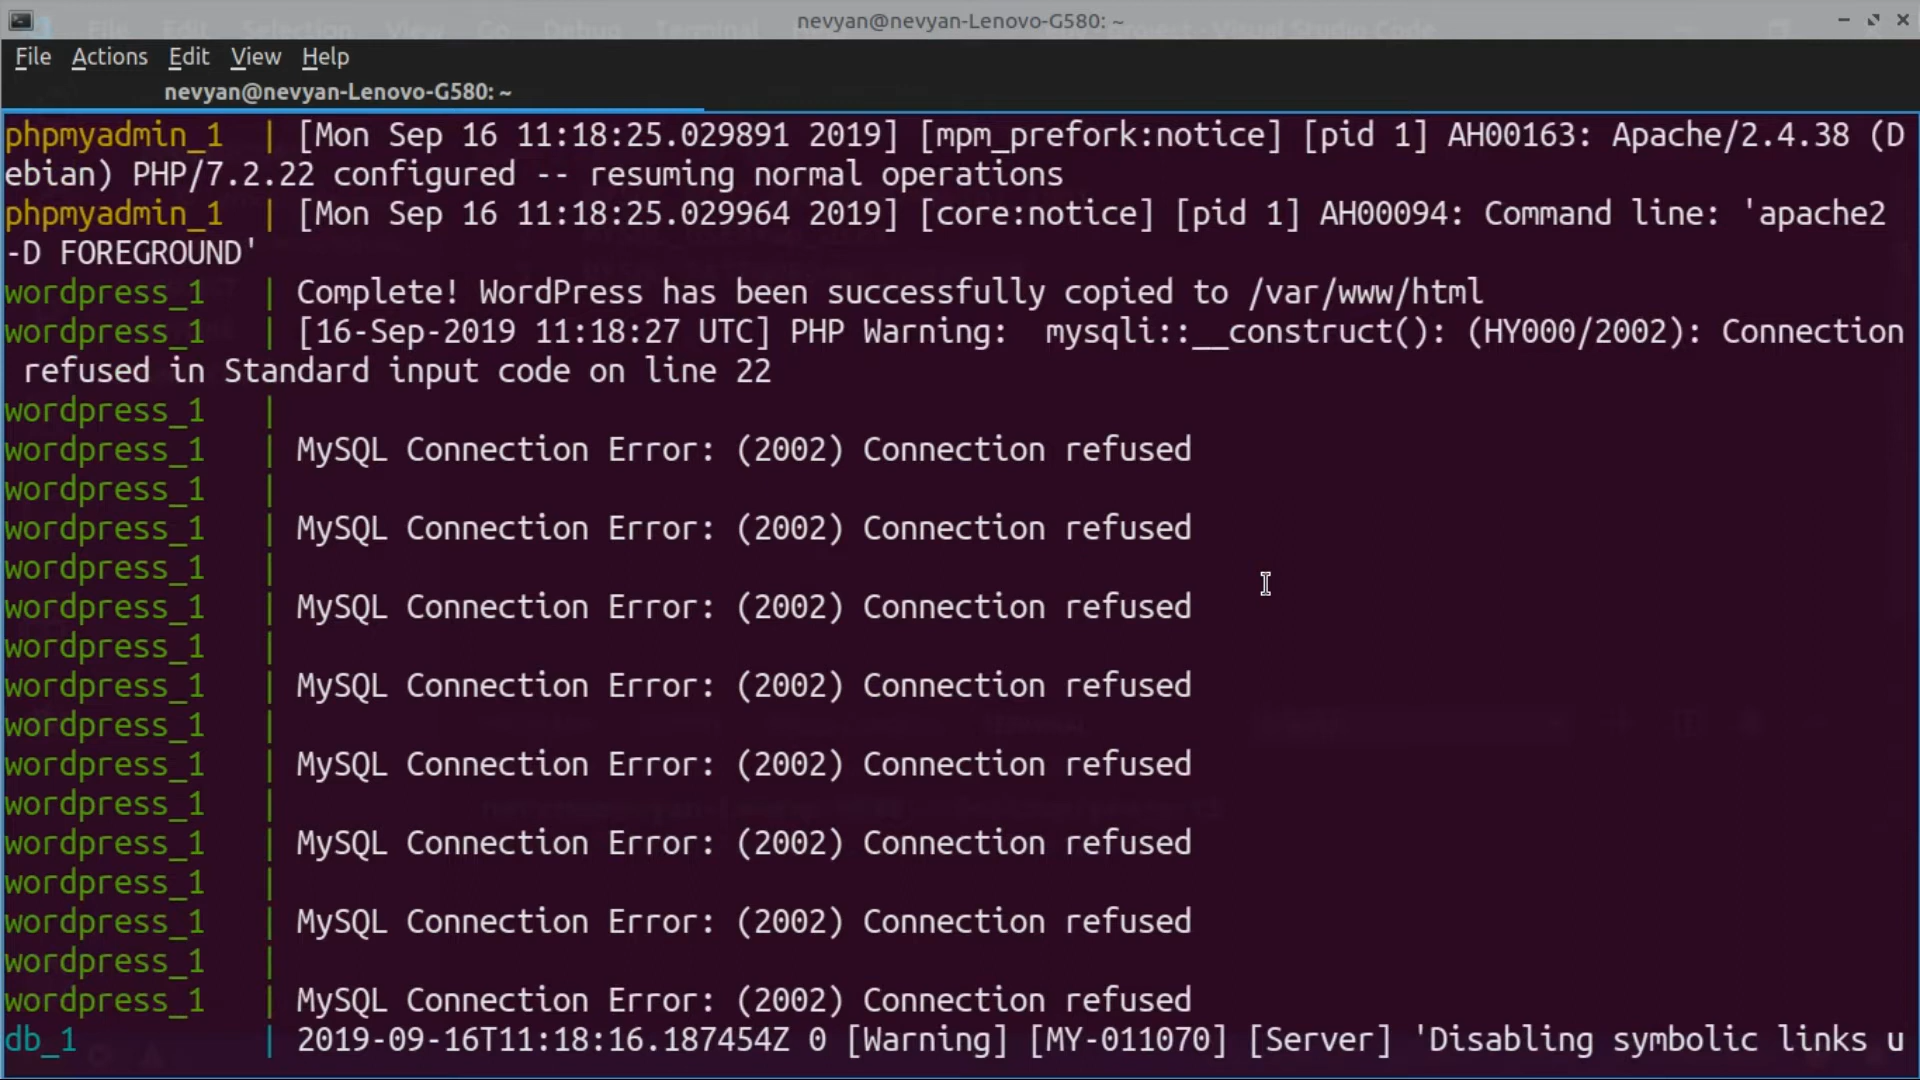 nevyan@nevyan-Lenovo-G580: ~
File Actions Edit View Help
nevyan@nevyan-Lenovo-G580: ~
phpmyadmin_1 | [Mon Sep 16 11:18:25.029891 2019] [mpm_prefork:notice] [pid 1] AH00163: Apache/2.4.38 (D
ebian) PHP/7.2.22 configured -- resuming normal operations
phpmyadmin_1 | [Mon Sep 16 11:18:25.029964 2019] [core:notice] [pid 1] AH00094: Command line: 'apache2
-D FOREGROUND'
wordpress_1 | Complete! WordPress has been successfully copied to /var/www/html
wordpress_1 | [16-Sep-2019 11:18:27 UTC] PHP Warning: mysqli::__construct(): (HY000/2002): Connection
refused in Standard input code on line 22
wordpress_1 |
wordpress_1 | MySQL Connection Error: (2002) Connection refused
wordpress_1 |
wordpress_1 | MySQL Connection Error: (2002) Connection refused
wordpress_1 |
wordpress_1 | MySQL Connection Error: (2002) Connection refused
wordpress_1 |
wordpress_1 | MySQL Connection Error: (2002) Connection refused
wordpress_1 |
wordpress_1 | MySQL Connection Error: (2002) Connection refused
wordpress_1 |
wordpress_1 | MySQL Connection Error: (2002) Connection refused
wordpress_1 |
wordpress_1 | MySQL Connection Error: (2002) Connection refused
wordpress_1 |
wordpress_1 | MySQL Connection Error: (2002) Connection refused
db_1 | 2019-09-16T11:18:16.187454Z 0 [Warning] [MY-011070] [Server] 'Disabling symbolic links u